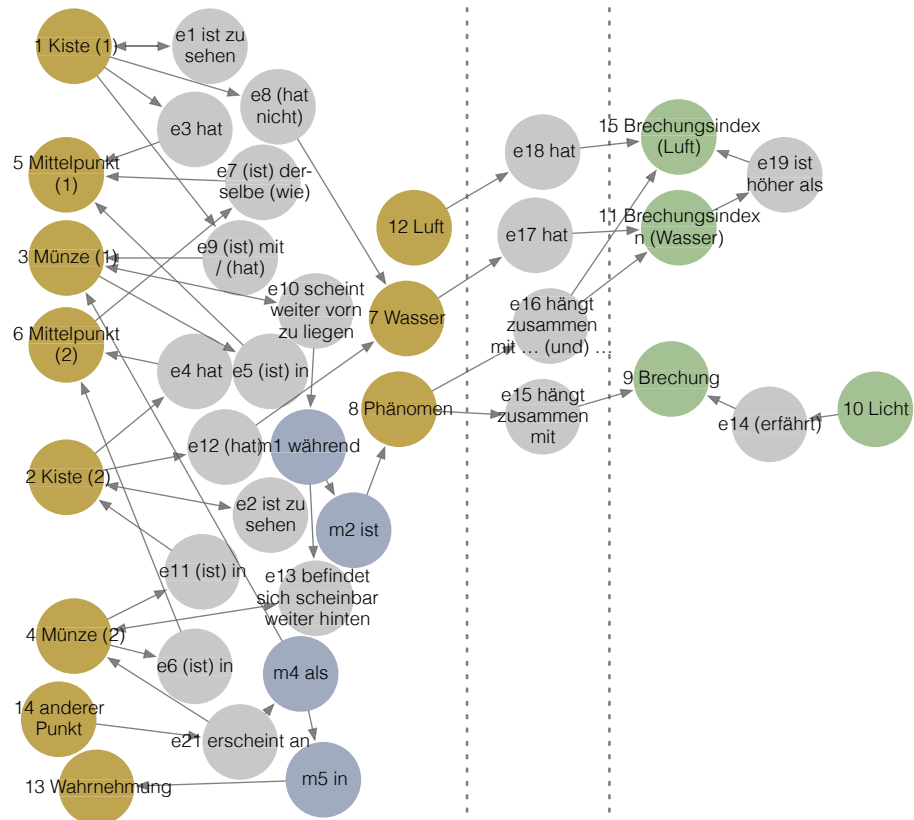 1 Kiste (1)
e1 ist zu
sehen
e8 (hat
nicht)
e3 hat
5 Mittelpunkt
(1)
e7 (ist) der-
selbe (wie)
3 Münze (1)
e9 (ist) mit
/ (hat)
e10 scheint
weiter vorn
zu liegen
6 Mittelpunkt
(2)
e4 hat
e5 (ist) in
e12 (hat)
m1 während
2 Kiste (2)
e2 ist zu
sehen
m2 ist
e11 (ist) in
e13 befindet
sich scheinbar
weiter hinten
4 Münze (2)
e6 (ist) in
m4 als
14 anderer
Punkt
e21 erscheint an
m5 in
13 Wahrnehmung
12 Luft
7 Wasser
8 Phänomen
e18 hat
e17 hat
e16 hängt
zusammen
mit ... (und) ...
e15 hängt
zusammen
mit
15 Brechungsindex
(Luft)
e19 ist
höher als
11 Brechungsindex
n (Wasser)
9 Brechung
e14 (erfährt)
10 Licht